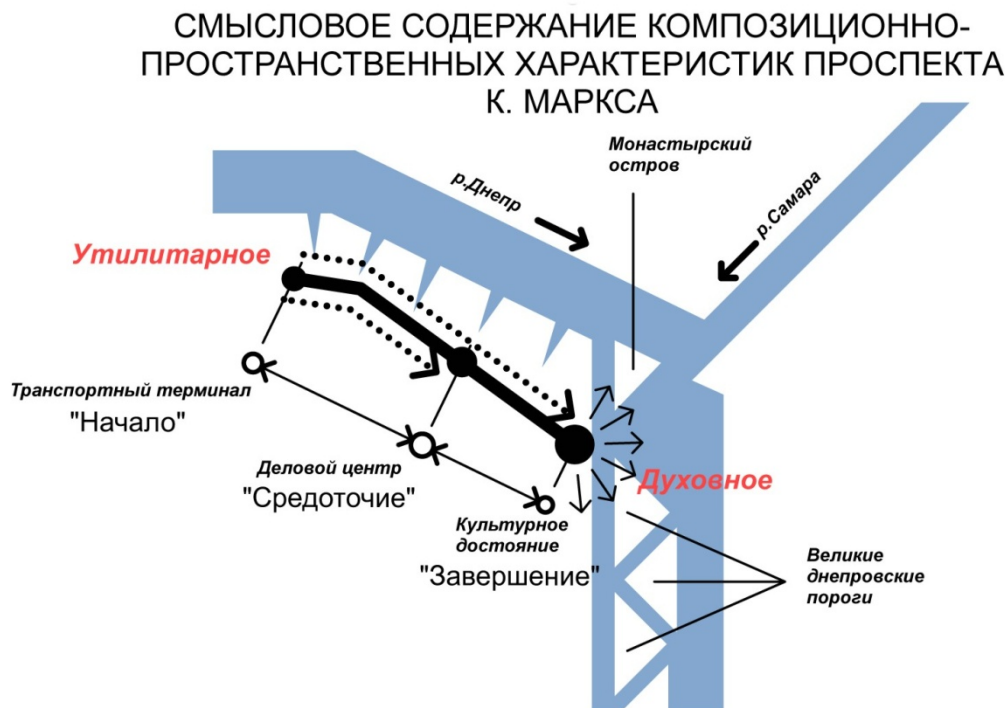 СМЫСЛОВОЕ СОДЕРЖАНИЕ КОМПОЗИЦИОННО-
ПРОСТРАНСТВЕННЫХ ХАРАКТЕРИСТИК ПРОСПЕКТА
К. МАРКСА
Монастырский
остров
р.Днепр
р.Самара
Утилитарное
Транспортный терминал
"Начало"
Деловой центр
"Средоточие"
Духовное
Культурное
достояние
"Завершение"
Великие
днепровские
пороги